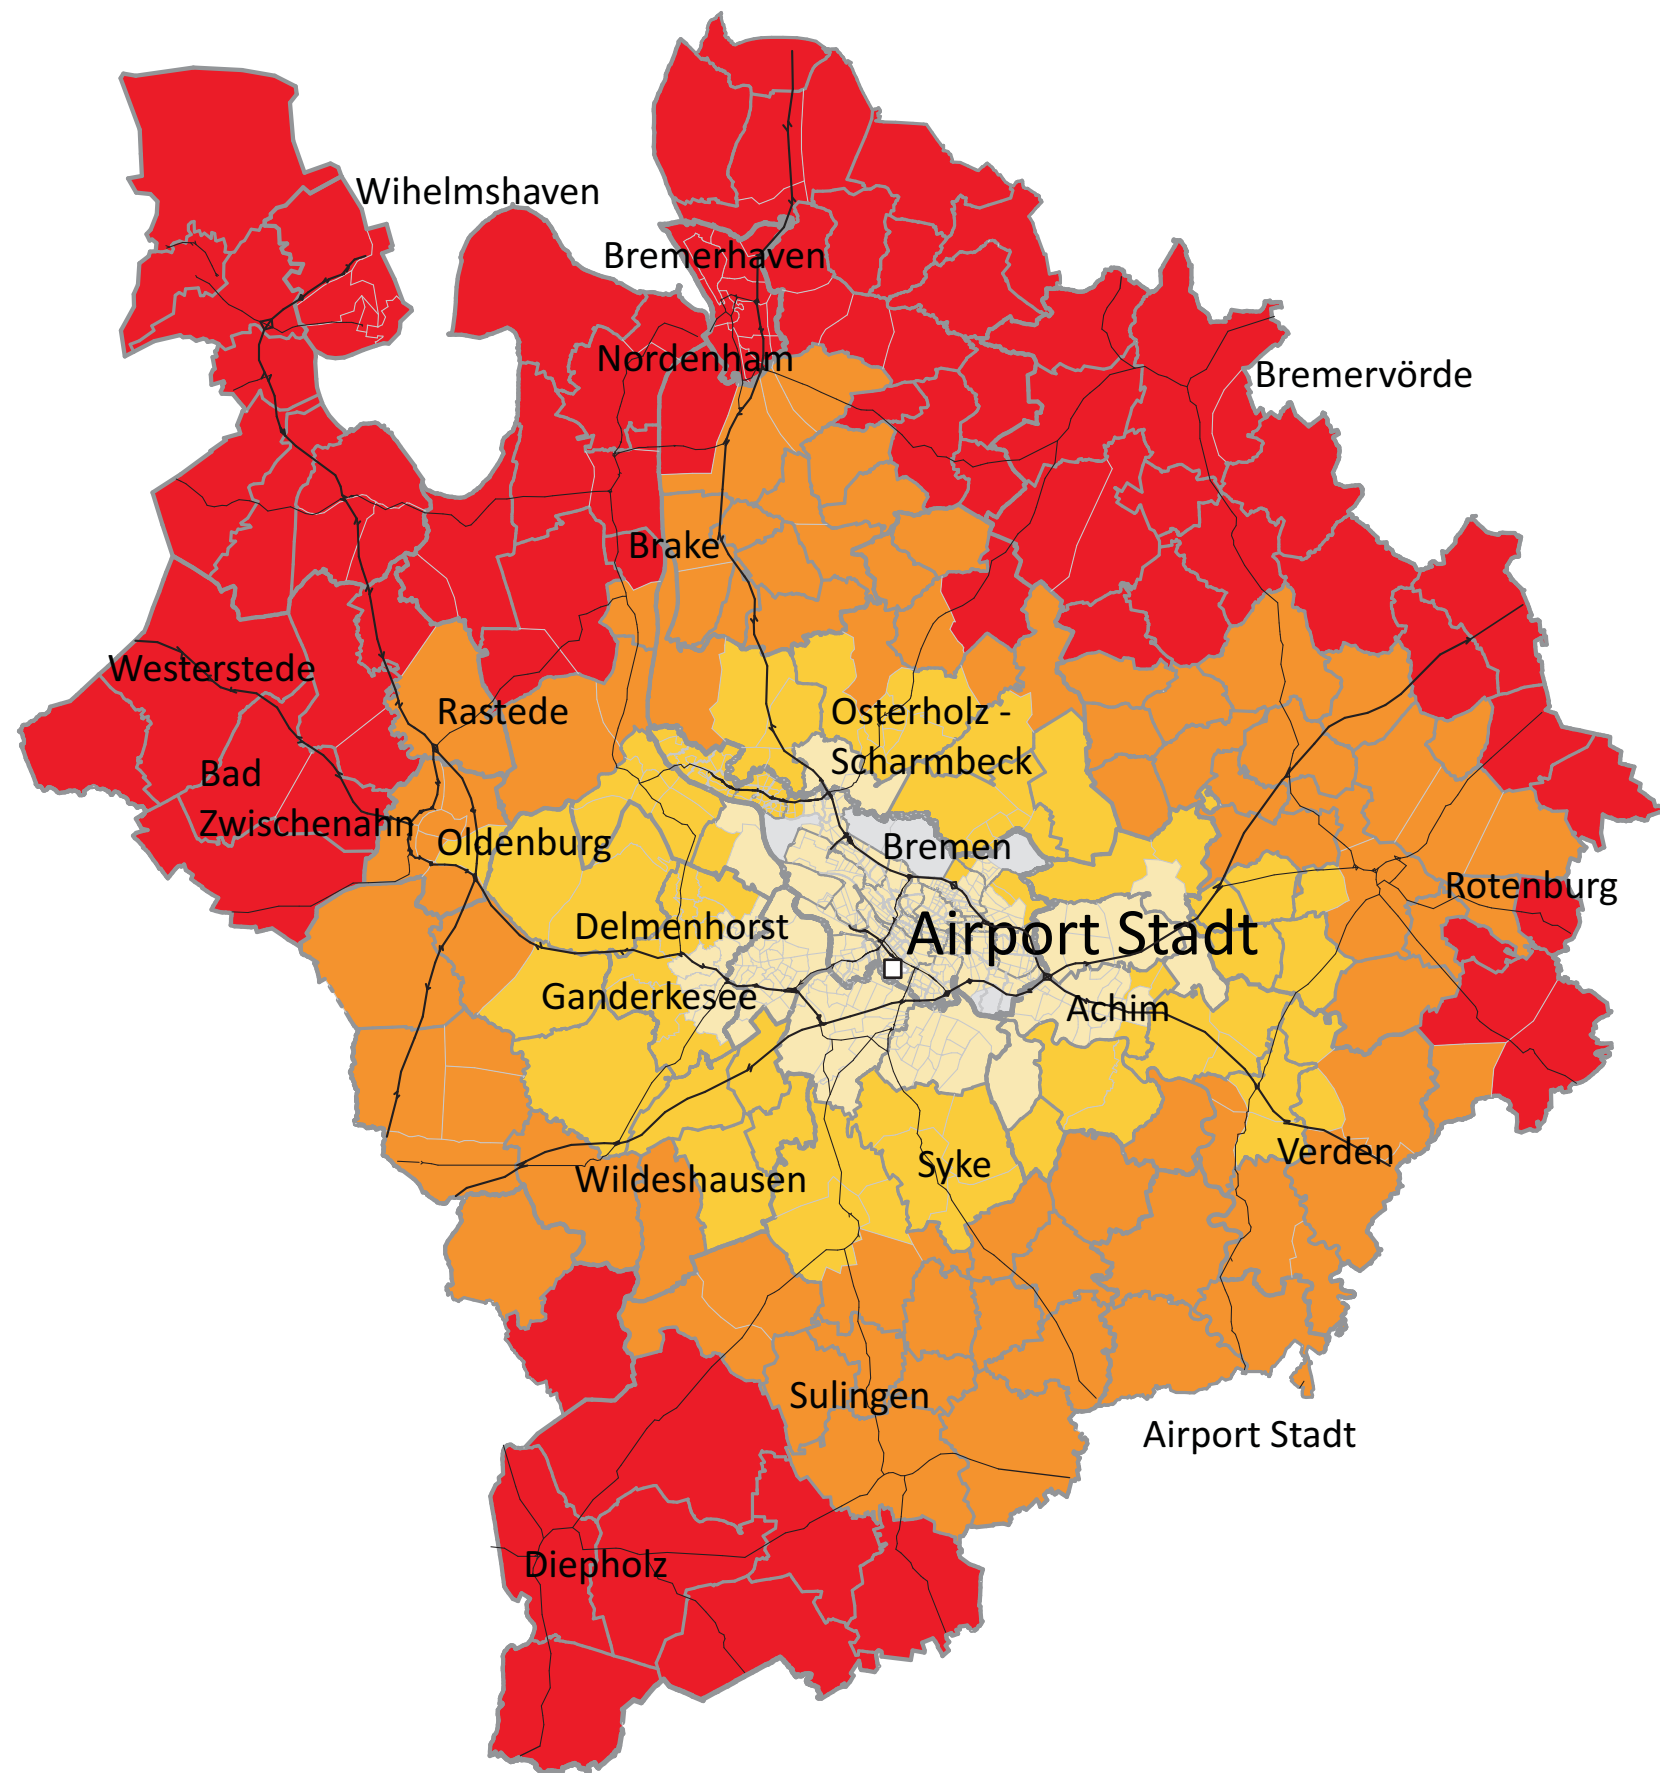 Wihelmshaven
Bremerhaven
Nordenham
Bremervörde
Brake
Westerstede
Rastede
Osterholz -
Scharmbeck
Bad
Zwischenahn
Oldenburg
Bremen
Rotenburg
Delmenhorst
Airport Stadt
Ganderkesee
Achim
Verden
Syke
Wildeshausen
Sulingen
Airport Stadt
Diepholz